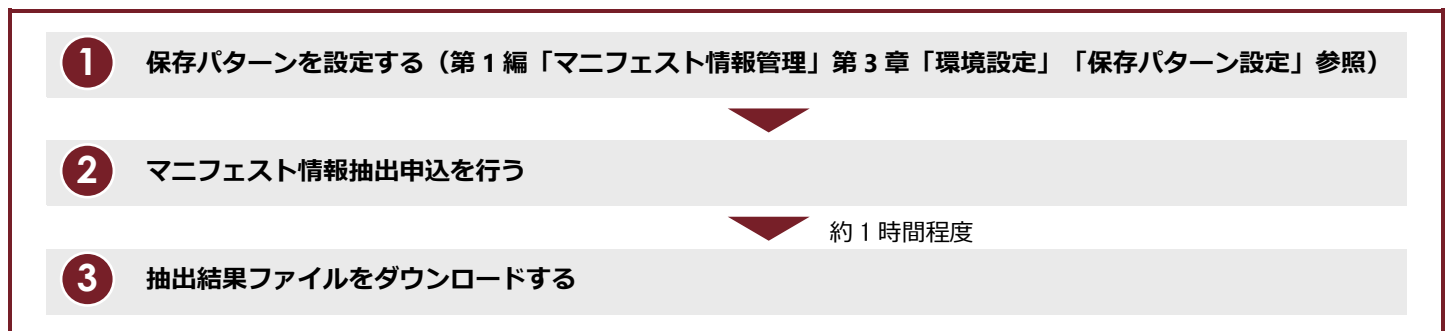 1 保存パターンを設定する（第1編「マニフェスト情報管理」第3章「環境設定」「保存パターン設定」参照）
2 マニフェスト情報抽出申込を行う
約1時間程度
3 抽出結果ファイルをダウンロードする